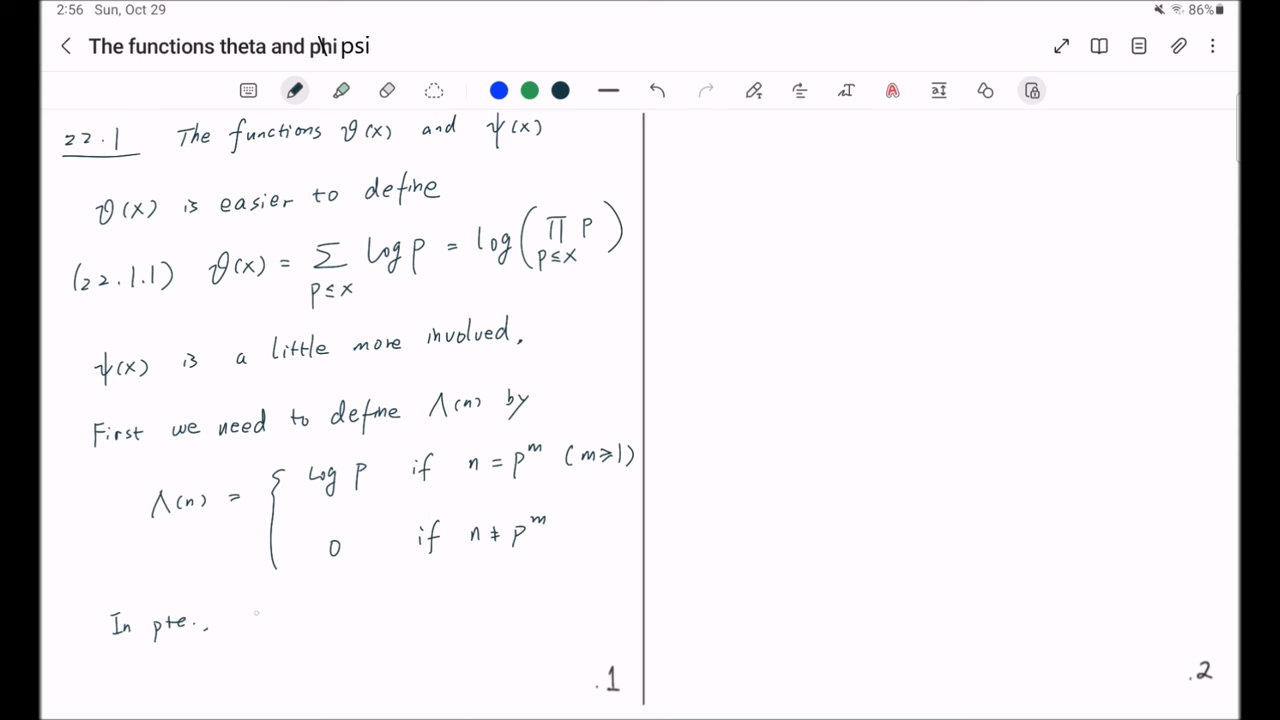 2:56 Sun, Oct 29
86%
The functions theta and phi psi
22.1 The functions ϑ(x) and ψ(x)
ϑ(x) is easier to define
(22.1.1) ϑ(x) = ∑_{p≤x} log p = log(∏_{p≤x} p)
ψ(x) is a little more involved.
First we need to define Λ(n) by
Λ(n) = { log p if n = p^m (m≥1)
0 if n ≠ p^m
In ptc.,
.1
.2